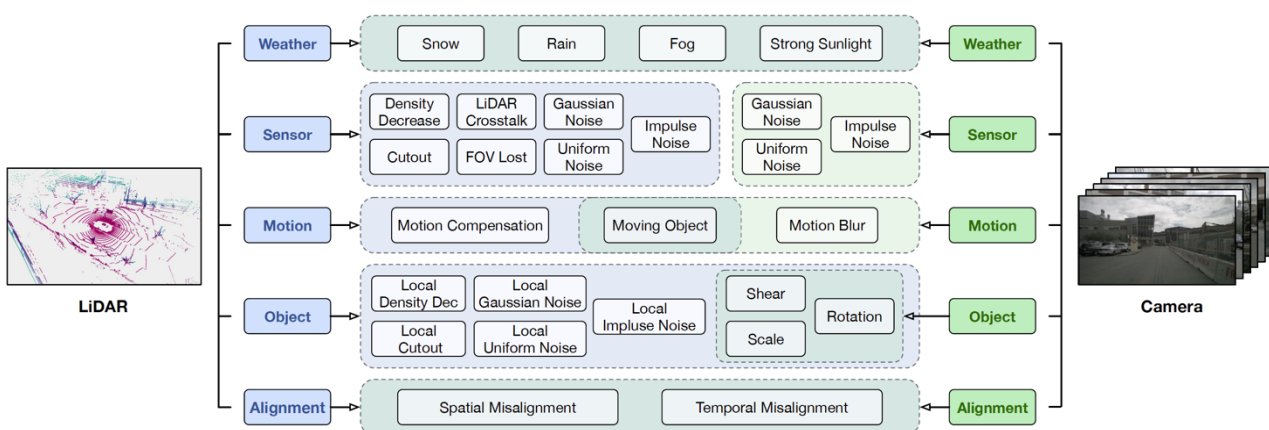 Weather
Snow
Rain
Fog
Strong Sunlight
Weather
Sensor
Density
Decrease
LiDAR
Crosstalk
Gaussian
Noise
Impulse
Noise
Cutout
FOV Lost
Uniform
Noise
Gaussian
Noise
Impulse
Noise
Uniform
Noise
Sensor
Motion
Motion Compensation
Moving Object
Motion Blur
Motion
LiDAR
Camera
Object
Local
Density Dec
Local
Gaussian Noise
Local
Impluse Noise
Local
Cutout
Local
Uniform Noise
Shear
Rotation
Scale
Object
Alignment
Spatial Misalignment
Temporal Misalignment
Alignment